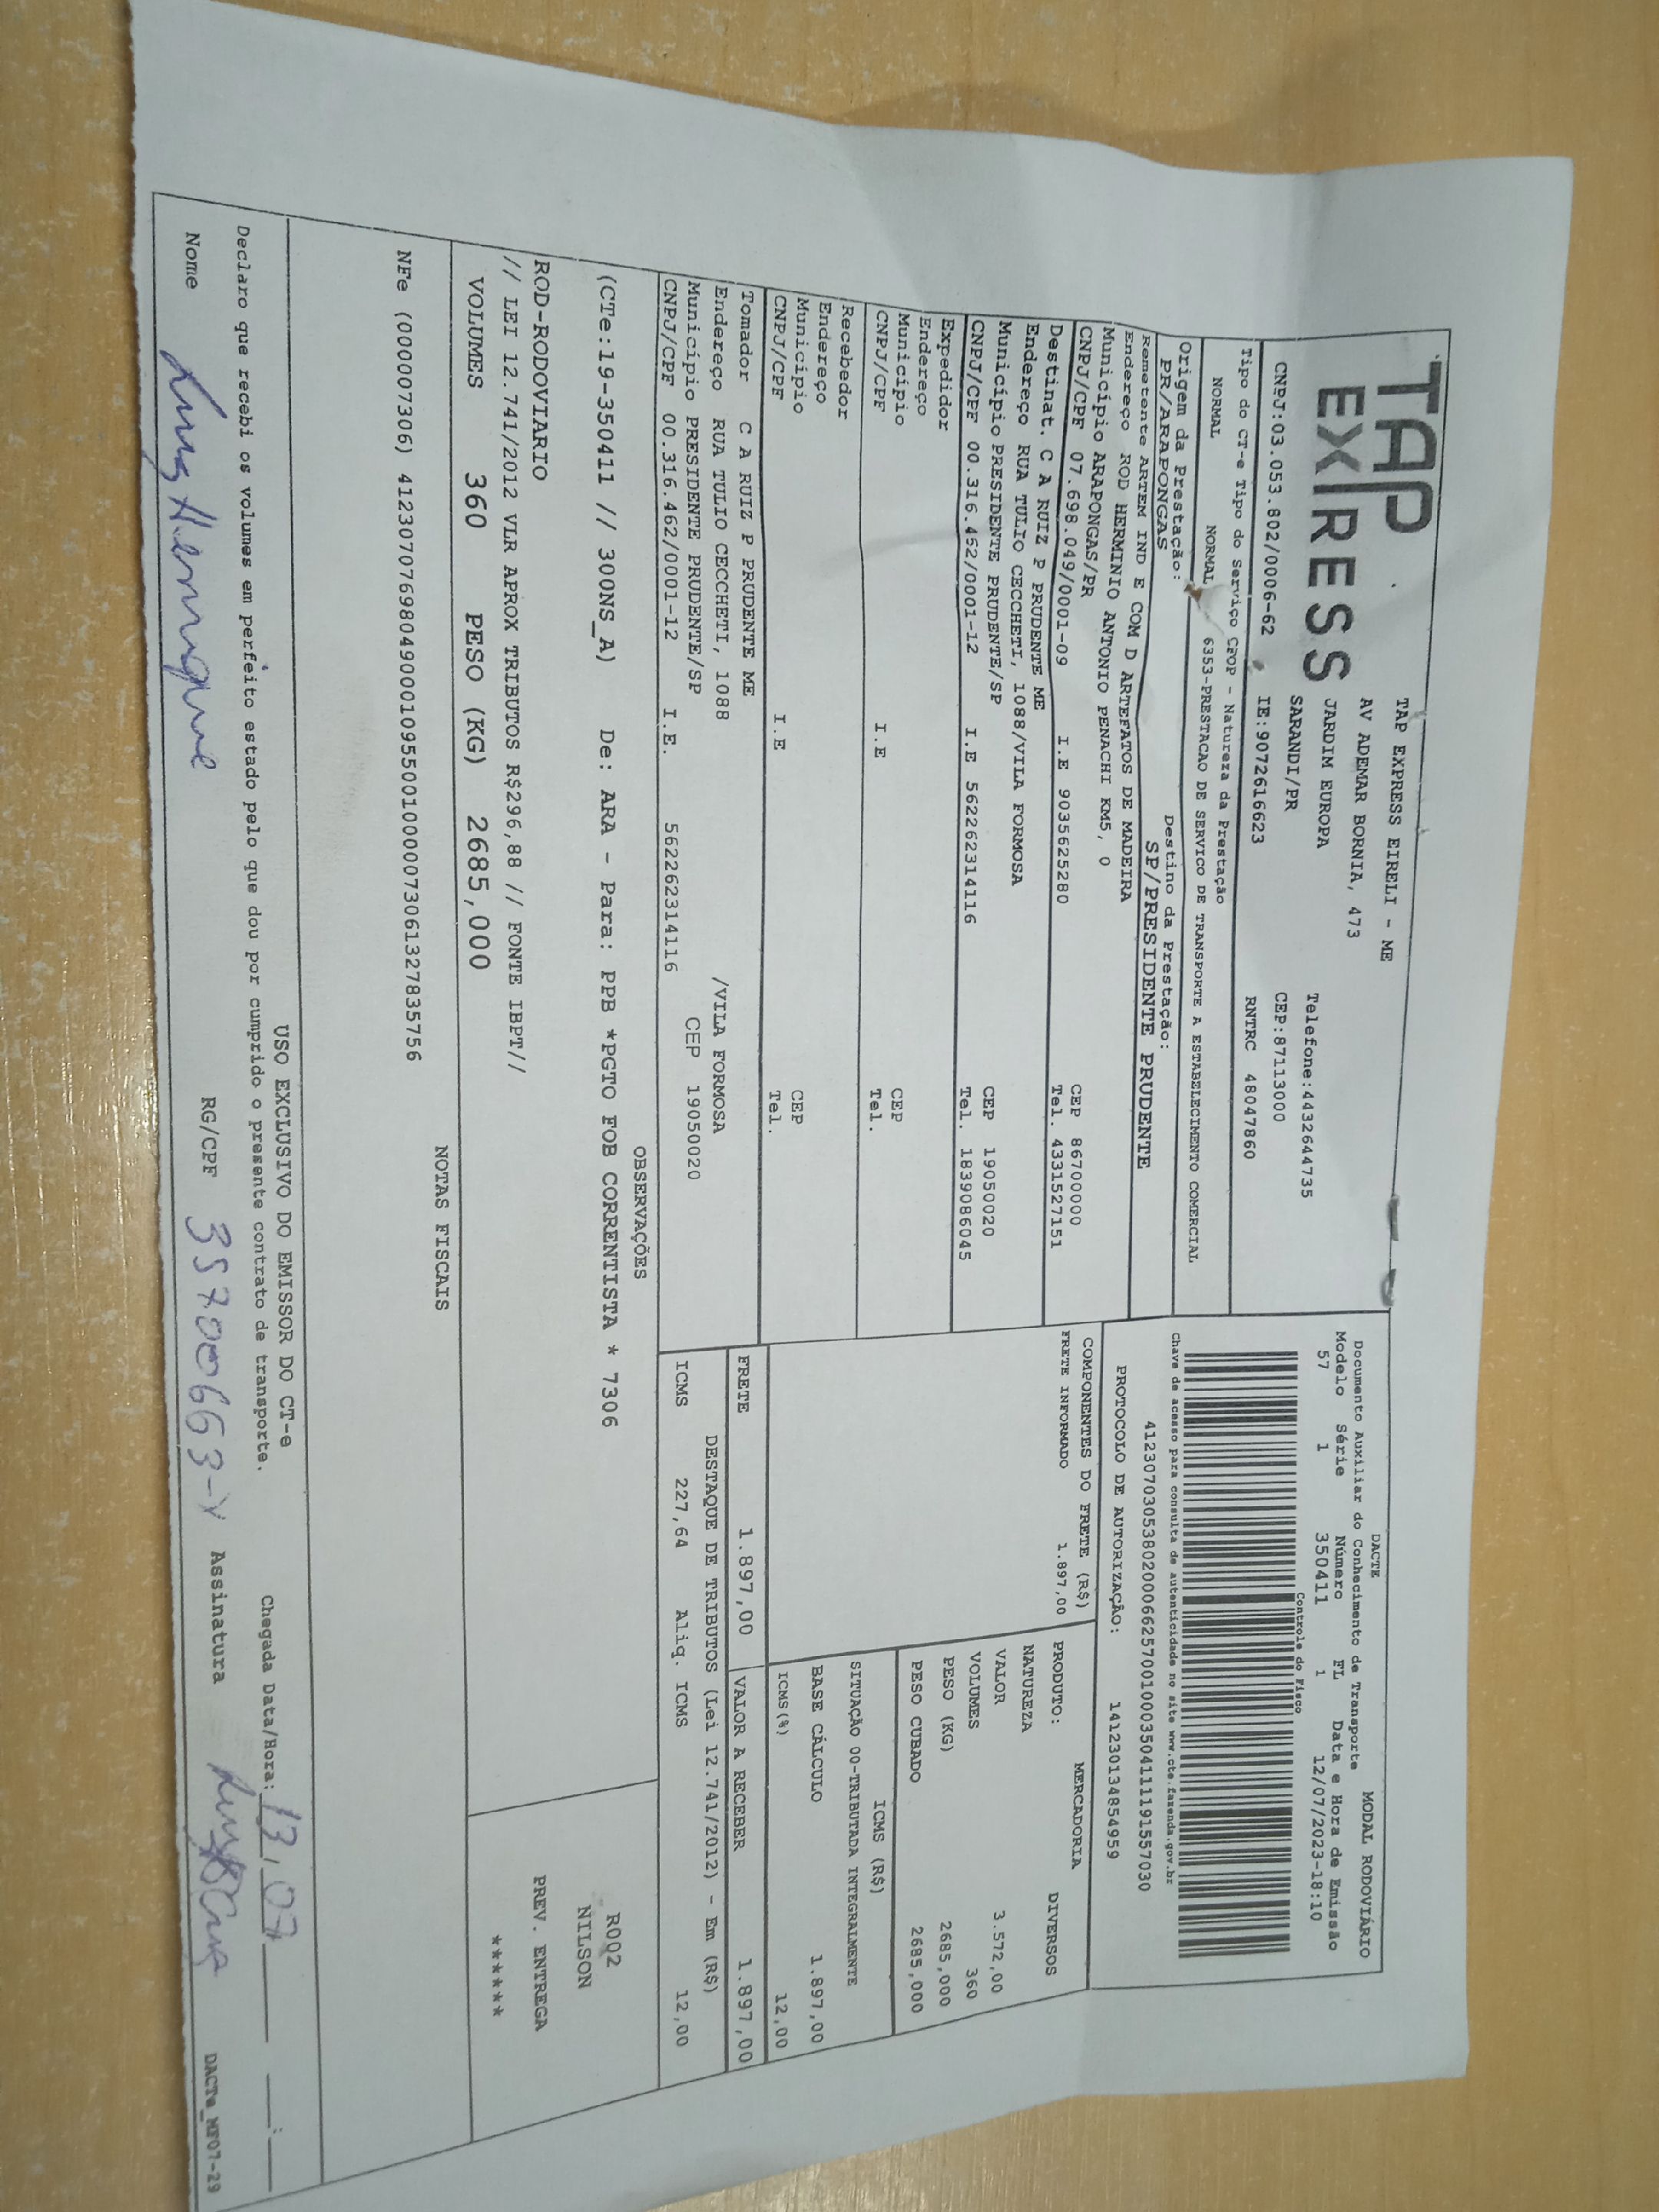 TAP
EXPRESS
TAP EXPRESS EIRELI - ME
AV ADEMAR BORNIA, 473
JARDIM EUROPA
SARANDI/PR
Telefone:4432644735
CEP:87113000
CNPJ:03.053.802/0006-62 IE:9072616623 RNTRC 48047860
DACTE MODAL RODOVIÁRIO
Documento Auxiliar do Conhecimento de Transporte
Modelo Série Número FL Data e Hora de Emissão
57 1 350411 1 12/07/2023-18:10
Controle do Fisco
Chave de acesso para consulta de autenticidade no site www.cte.fazenda.gov.br
41230703053802000662570010003504111191557030
PROTOCOLO DE AUTORIZAÇÃO: 141230134854959
Tipo do CT-e Tipo do Serviço CFOP - Natureza da Prestação
NORMAL NORMAL 6353-PRESTACAO DE SERVICO DE TRANSPORTE A ESTABELECIMENTO COMERCIAL
Origem da Prestação: Destino da Prestação:
PR/ARAPONGAS SP/PRESIDENTE PRUDENTE
Remetente ARTEM IND E COM D ARTEFATOS DE MADEIRA
Endereço ROD HERMINIO ANTONIO PENACHI KM5, 0
Município ARAPONGAS/PR CEP 86700000
CNPJ/CPF 07.698.049/0001-09 I.E 9035625280 Tel. 4331527151
Destinat. C A RUIZ P PRUDENTE ME
Endereço RUA TULIO CECCHETI, 1088/VILA FORMOSA
Município PRESIDENTE PRUDENTE/SP CEP 19050020
CNPJ/CPF 00.316.462/0001-12 I.E 562262314116 Tel. 1839086045
Expedidor
Endereço
Município CEP
CNPJ/CPF I.E Tel.
Recebedor
Endereço
Município CEP
CNPJ/CPF I.E Tel.
Tomador C A RUIZ P PRUDENTE ME
Endereço RUA TULIO CECCHETI, 1088 /VILA FORMOSA
Município PRESIDENTE PRUDENTE/SP CEP 19050020
CNPJ/CPF 00.316.462/0001-12 I.E. 562262314116
COMPONENTES DO FRETE (R$)
FRETE INFORMADO 1.897,00
MERCADORIA
PRODUTO: DIVERSOS
NATUREZA
VALOR 3.572,00
VOLUMES 360
PESO (KG) 2685,000
PESO CUBADO 2685,000
ICMS (R$)
SITUAÇÃO 00-TRIBUTADA INTEGRALMENTE
BASE CÁLCULO 1.897,00
ICMS(%) 12,00
FRETE 1.897,00 VALOR A RECEBER 1.897,00
DESTAQUE DE TRIBUTOS (Lei 12.741/2012) - Em (R$)
ICMS 227,64 Aliq. ICMS 12,00
OBSERVAÇÕES
(CTe:19-350411 // 300NS_A) De: ARA - Para: PPB *PGTO FOB CORRENTISTA * 7306
R002
NILSON
ROD-RODOVIARIO
// LEI 12.741/2012 VLR APROX TRIBUTOS R$296,88 // FONTE IBPT//
PREV. ENTREGA
******
VOLUMES 360 PESO (KG) 2685,000
NOTAS FISCAIS
NFe (000007306) 41230707698049000109550010000073061327835756
USO EXCLUSIVO DO EMISSOR DO CT-e
Declaro que recebi os volumes em perfeito estado pelo que dou por cumprido o presente contrato de transporte. Chegada Data/Hora: 13,07 :
Nome Luiz Henrique RG/CPF 35700663-X Assinatura
DACTe_MF07-29